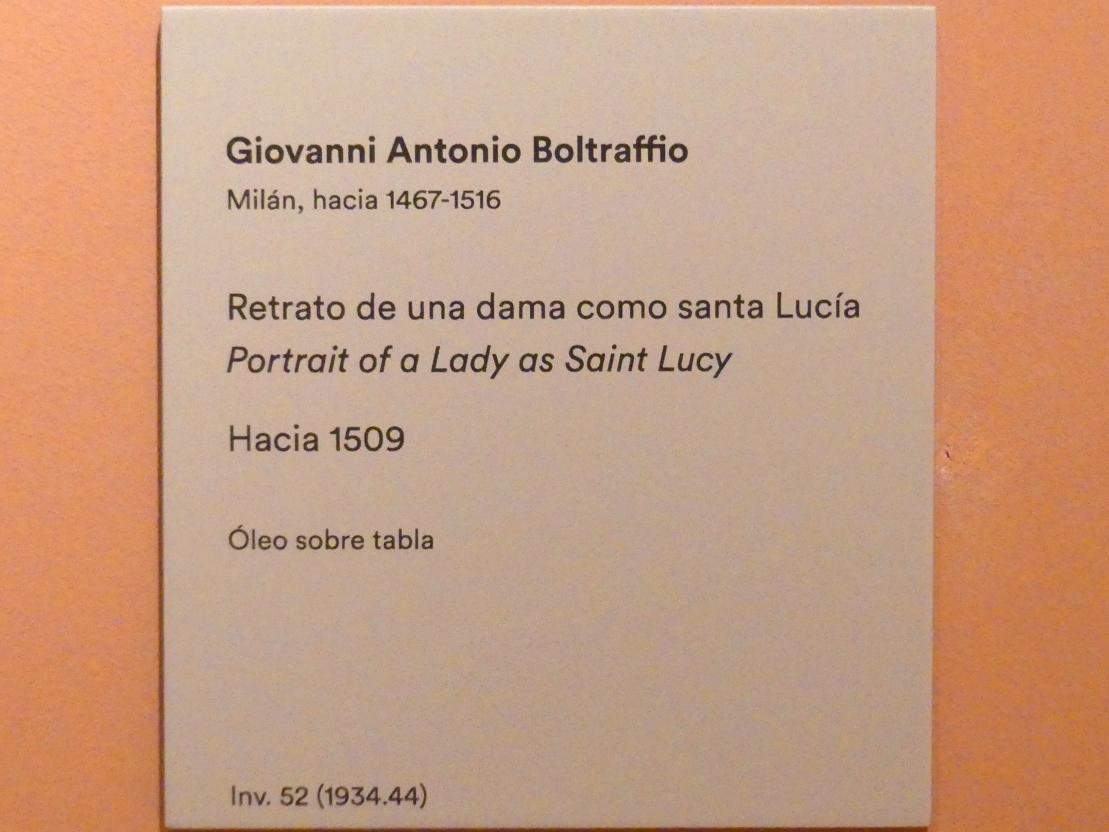 Giovanni Antonio Boltraffio
Milán, hacia 1467-1516
Retrato de una dama como santa Lucía
Portrait of a Lady as Saint Lucy
Hacia 1509
Óleo sobre tabla
Inv. 52 (1934.44)